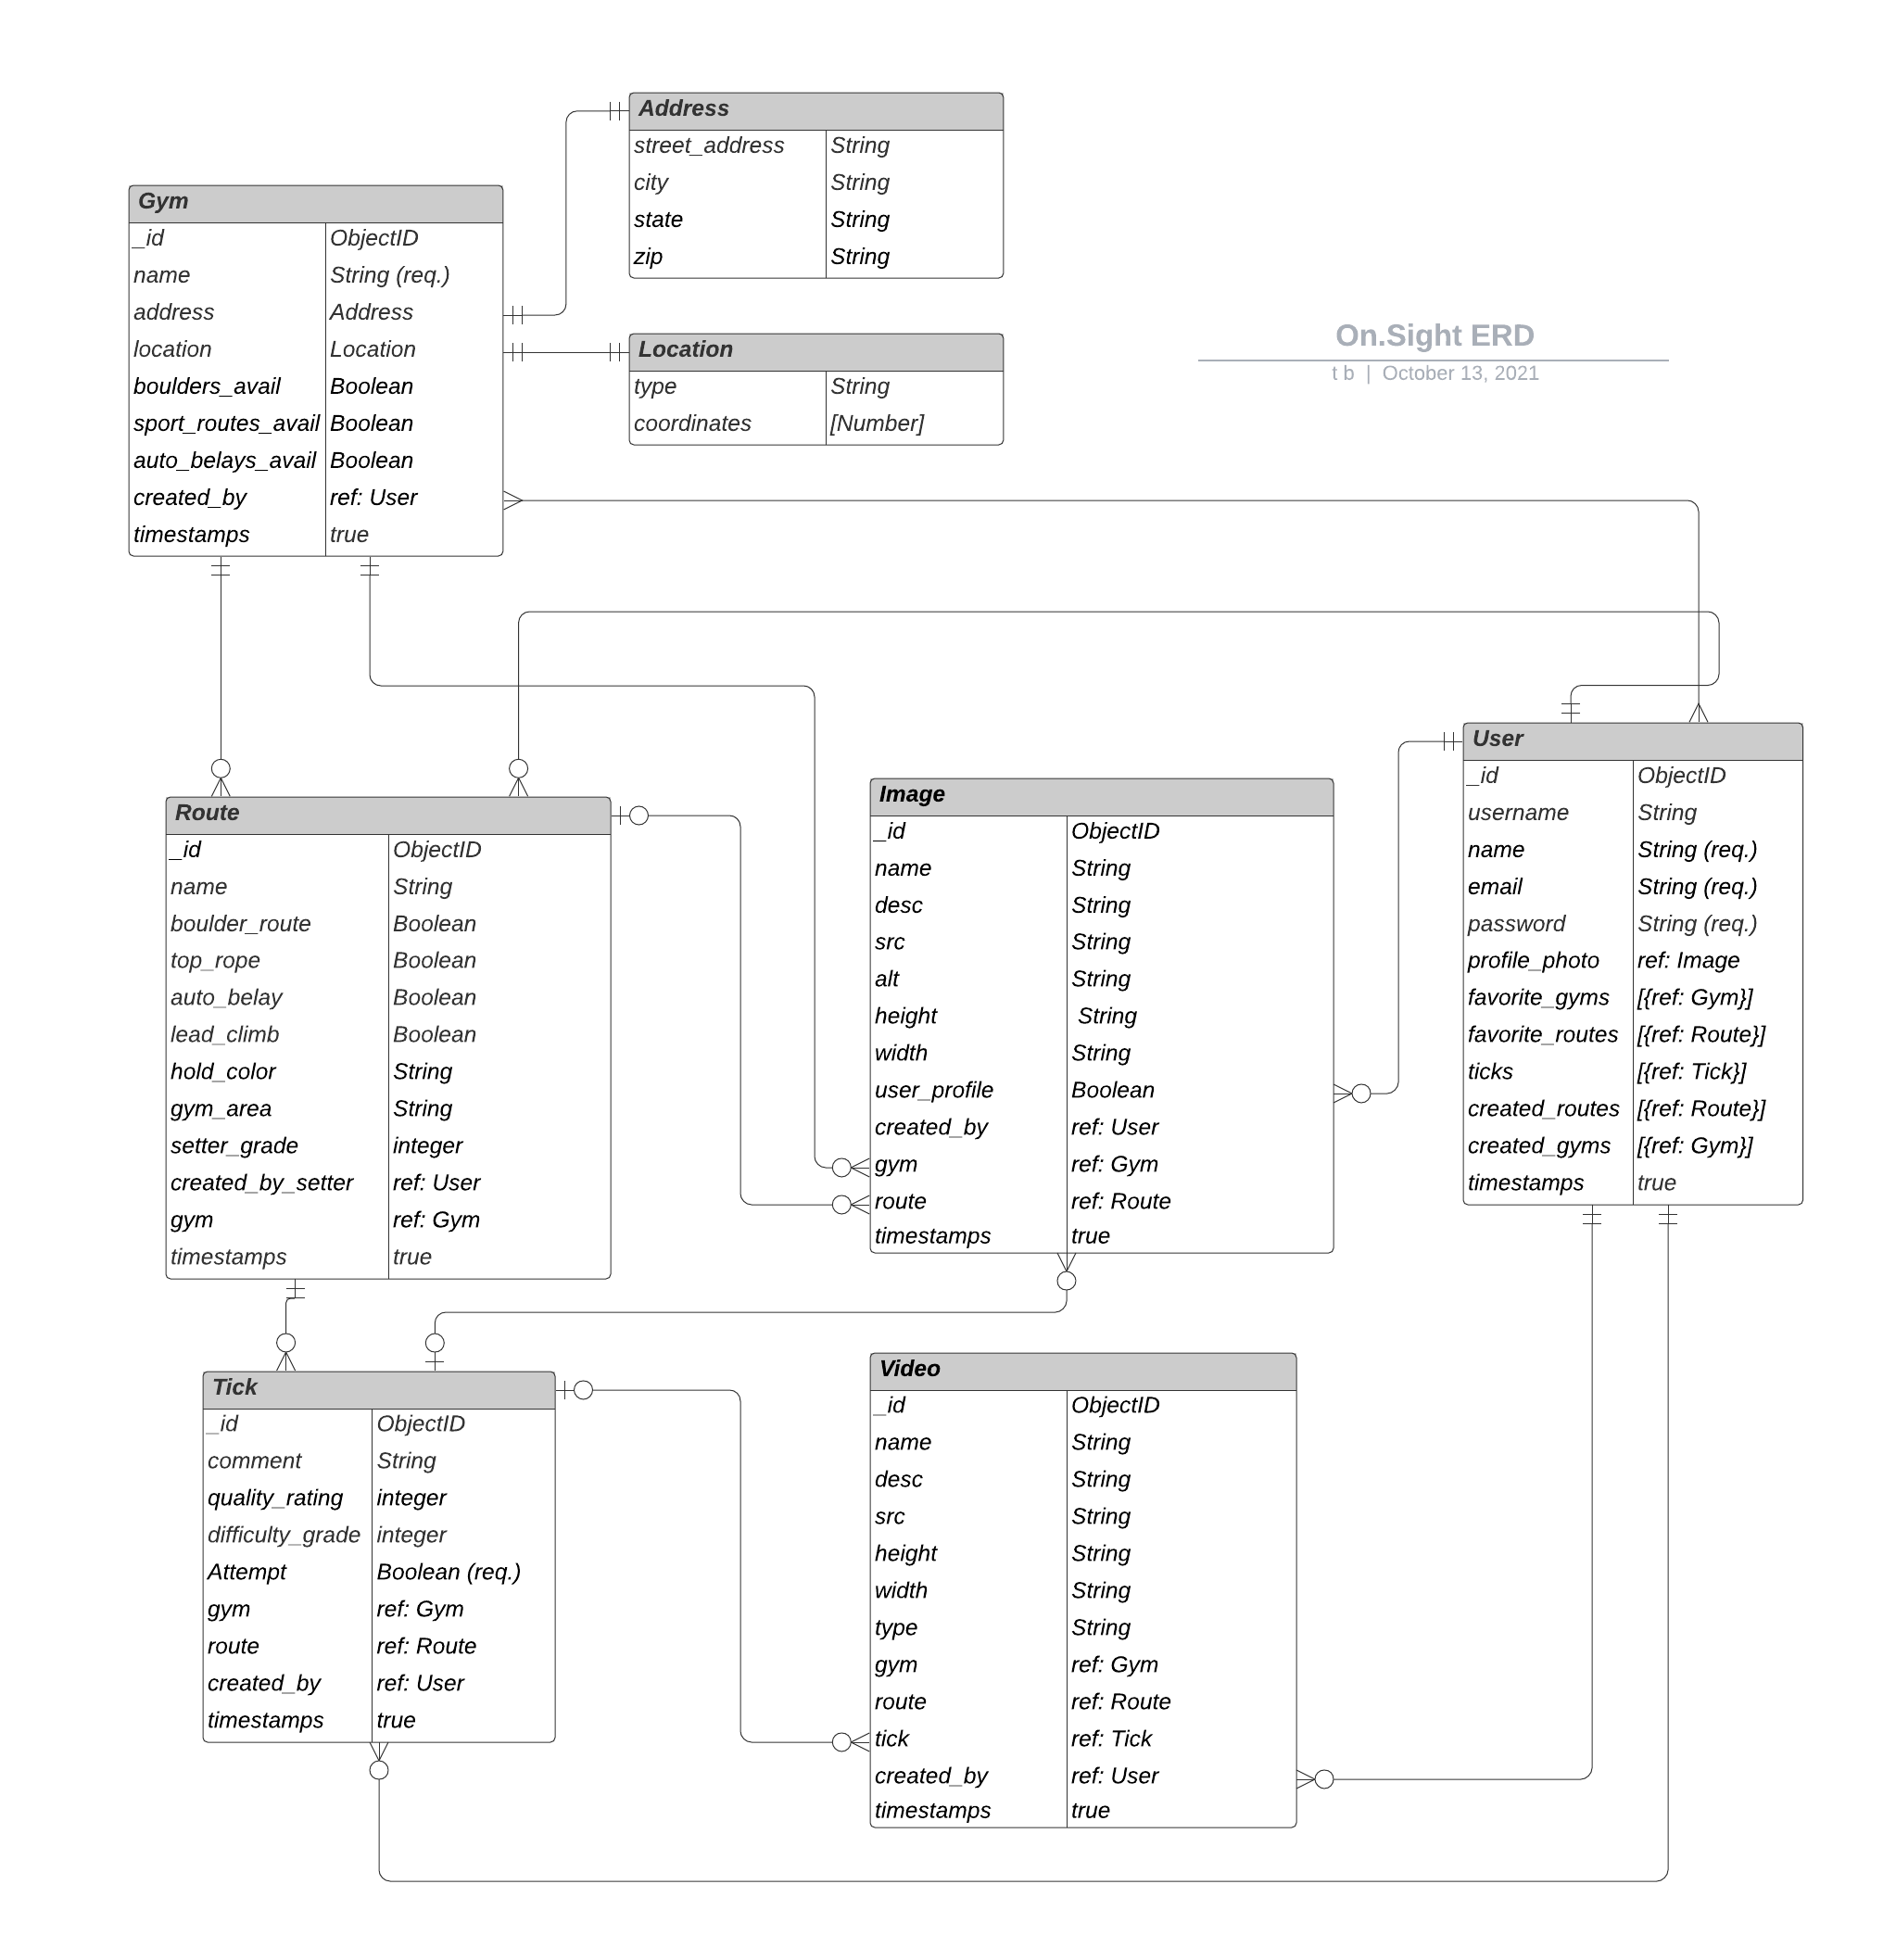 Address
street_address String
city String
state String
zip String
Gym
_id ObjectID
name String (req.)
address Address
location Location
boulders_avail Boolean
sport_routes_avail Boolean
auto_belays_avail Boolean
created_by ref: User
timestamps true
Location
type String
coordinates [Number]
On.Sight ERD
t b | October 13, 2021
Route
_id ObjectID
name String
boulder_route Boolean
top_rope Boolean
auto_belay Boolean
lead_climb Boolean
hold_color String
gym_area String
setter_grade integer
created_by_setter ref: User
gym ref: Gym
timestamps true
Image
_id ObjectID
name String
desc String
src String
alt String
height String
width String
user_profile Boolean
created_by ref: User
gym ref: Gym
route ref: Route
timestamps true
User
_id ObjectID
username String
name String (req.)
email String (req.)
password String (req.)
profile_photo ref: Image
favorite_gyms [{ref: Gym}]
favorite_routes [{ref: Route}]
ticks [{ref: Tick}]
created_routes [{ref: Route}]
created_gyms [{ref: Gym}]
timestamps true
Tick
_id ObjectID
comment String
quality_rating integer
difficulty_grade integer
Attempt Boolean (req.)
gym ref: Gym
route ref: Route
created_by ref: User
timestamps true
Video
_id ObjectID
name String
desc String
src String
height String
width String
type String
gym ref: Gym
route ref: Route
tick ref: Tick
created_by ref: User
timestamps true